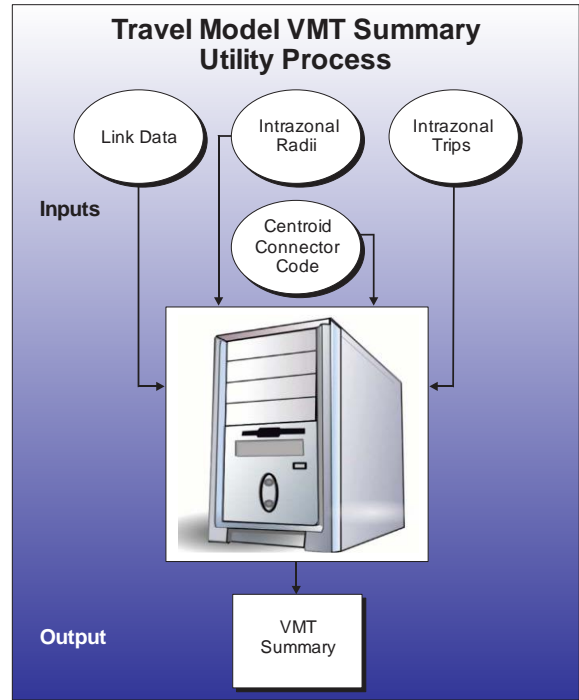 Travel Model VMT Summary
Utility Process
Link Data
Intrazonal
Radii
Intrazonal
Trips
Inputs
Centroid
Connector
Code
Output
VMT
Summary